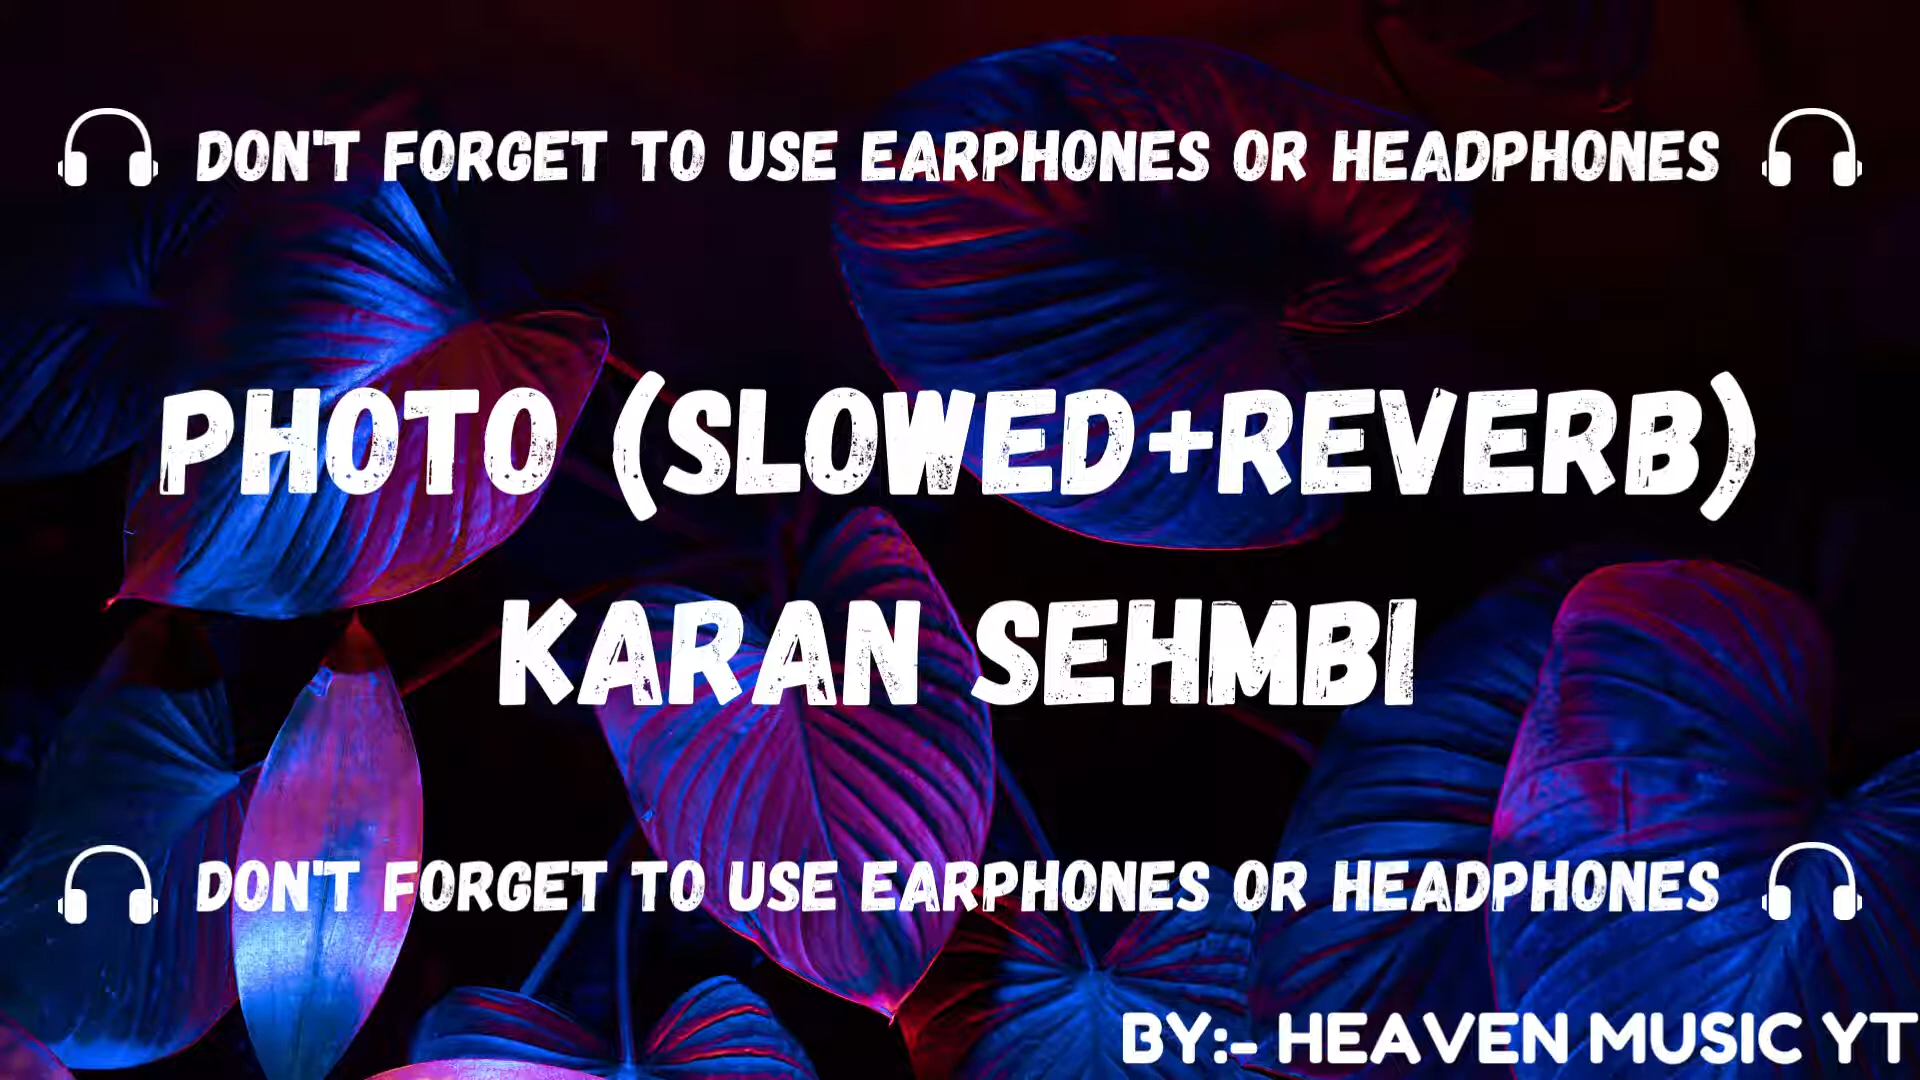 DON'T FORGET TO USE EARPHONES OR HEADPHONES
PHOTO (SLOWED+REVERB)
KARAN SEHMBI
DON'T FORGET TO USE EARPHONES OR HEADPHONES
BY:- HEAVEN MUSIC YT